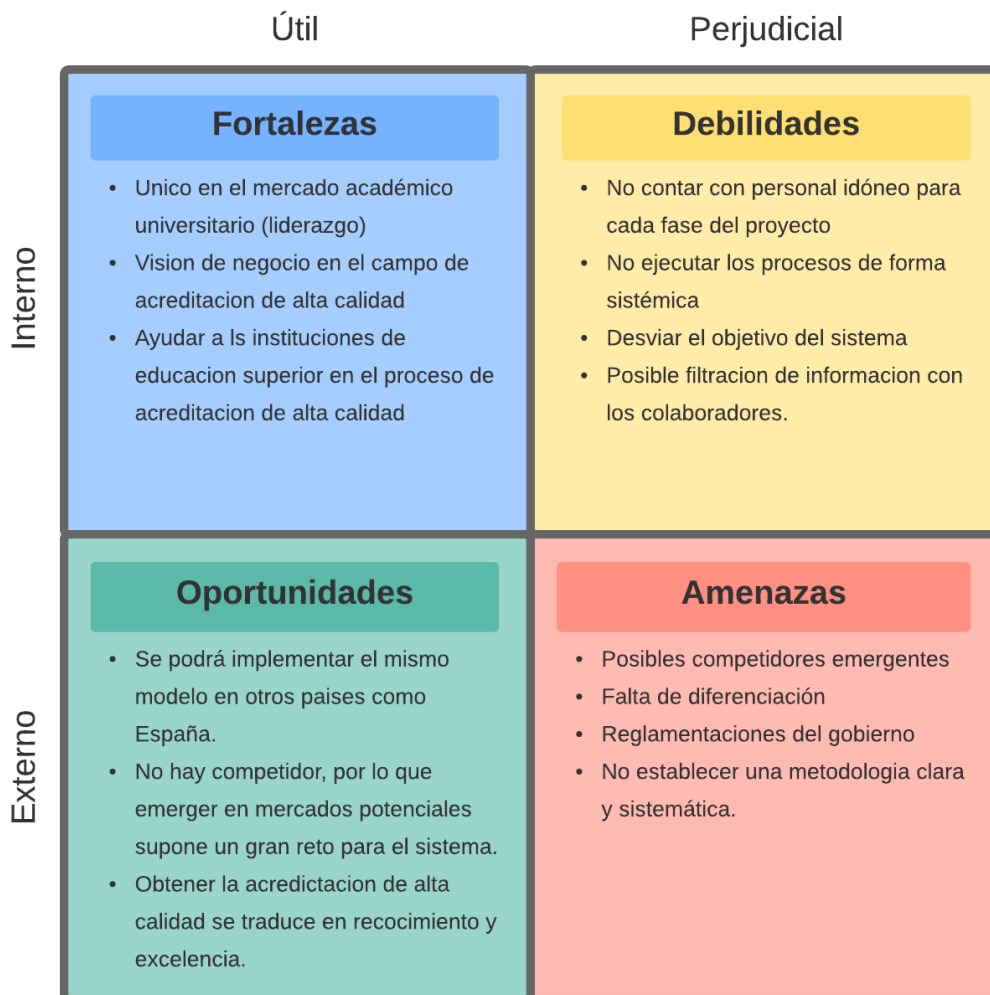 Útil
Perjudicial
Interno
Fortalezas
• Unico en el mercado académico
universitario (liderazgo)
• Vision de negocio en el campo de
acreditacion de alta calidad
• Ayudar a ls instituciones de
educacion superior en el proceso de
acreditacion de alta calidad
Debilidades
• No contar con personal idóneo para
cada fase del proyecto
• No ejecutar los procesos de forma
sistémica
• Desviar el objetivo del sistema
• Posible filtracion de informacion con
los colaboradores.
Externo
Oportunidades
• Se podrá implementar el mismo
modelo en otros paises como
España.
• No hay competidor, por lo que
emerger en mercados potenciales
supone un gran reto para el sistema.
• Obtener la acredictacion de alta
calidad se traduce en recocimiento y
excelencia.
Amenazas
• Posibles competidores emergentes
• Falta de diferenciación
• Reglamentaciones del gobierno
• No establecer una metodologia clara
y sistemática.